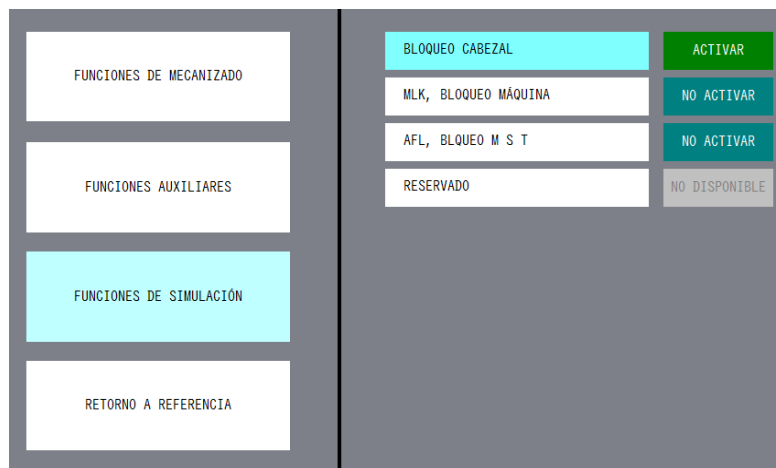 FUNCIONES DE MECANIZADO
FUNCIONES AUXILIARES
FUNCIONES DE SIMULACIÓN
RETORNO A REFERENCIA
BLOQUEO CABEZAL ACTIVAR
MLK, BLOQUEO MÁQUINA NO ACTIVAR
AFL, BLQUEO M S T NO ACTIVAR
RESERVADO NO DISPONIBLE